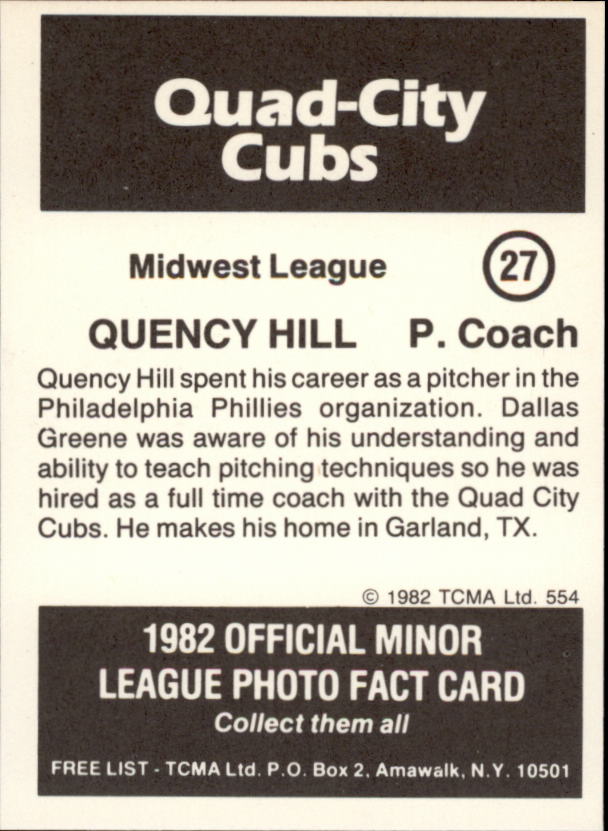 Quad-City
Cubs
Midwest League
27
QUENCY HILL P. Coach
Quency Hill spent his career as a pitcher in the
Philadelphia Phillies organization. Dallas
Greene was aware of his understanding and
ability to teach pitching techniques so he was
hired as a full time coach with the Quad City
Cubs. He makes his home in Garland, TX.
© 1982 TCMA Ltd. 554
1982 OFFICIAL MINOR
LEAGUE PHOTO FACT CARD
Collect them all
FREE LIST - TCMA Ltd. P.O. Box 2, Amawalk, N.Y. 10501